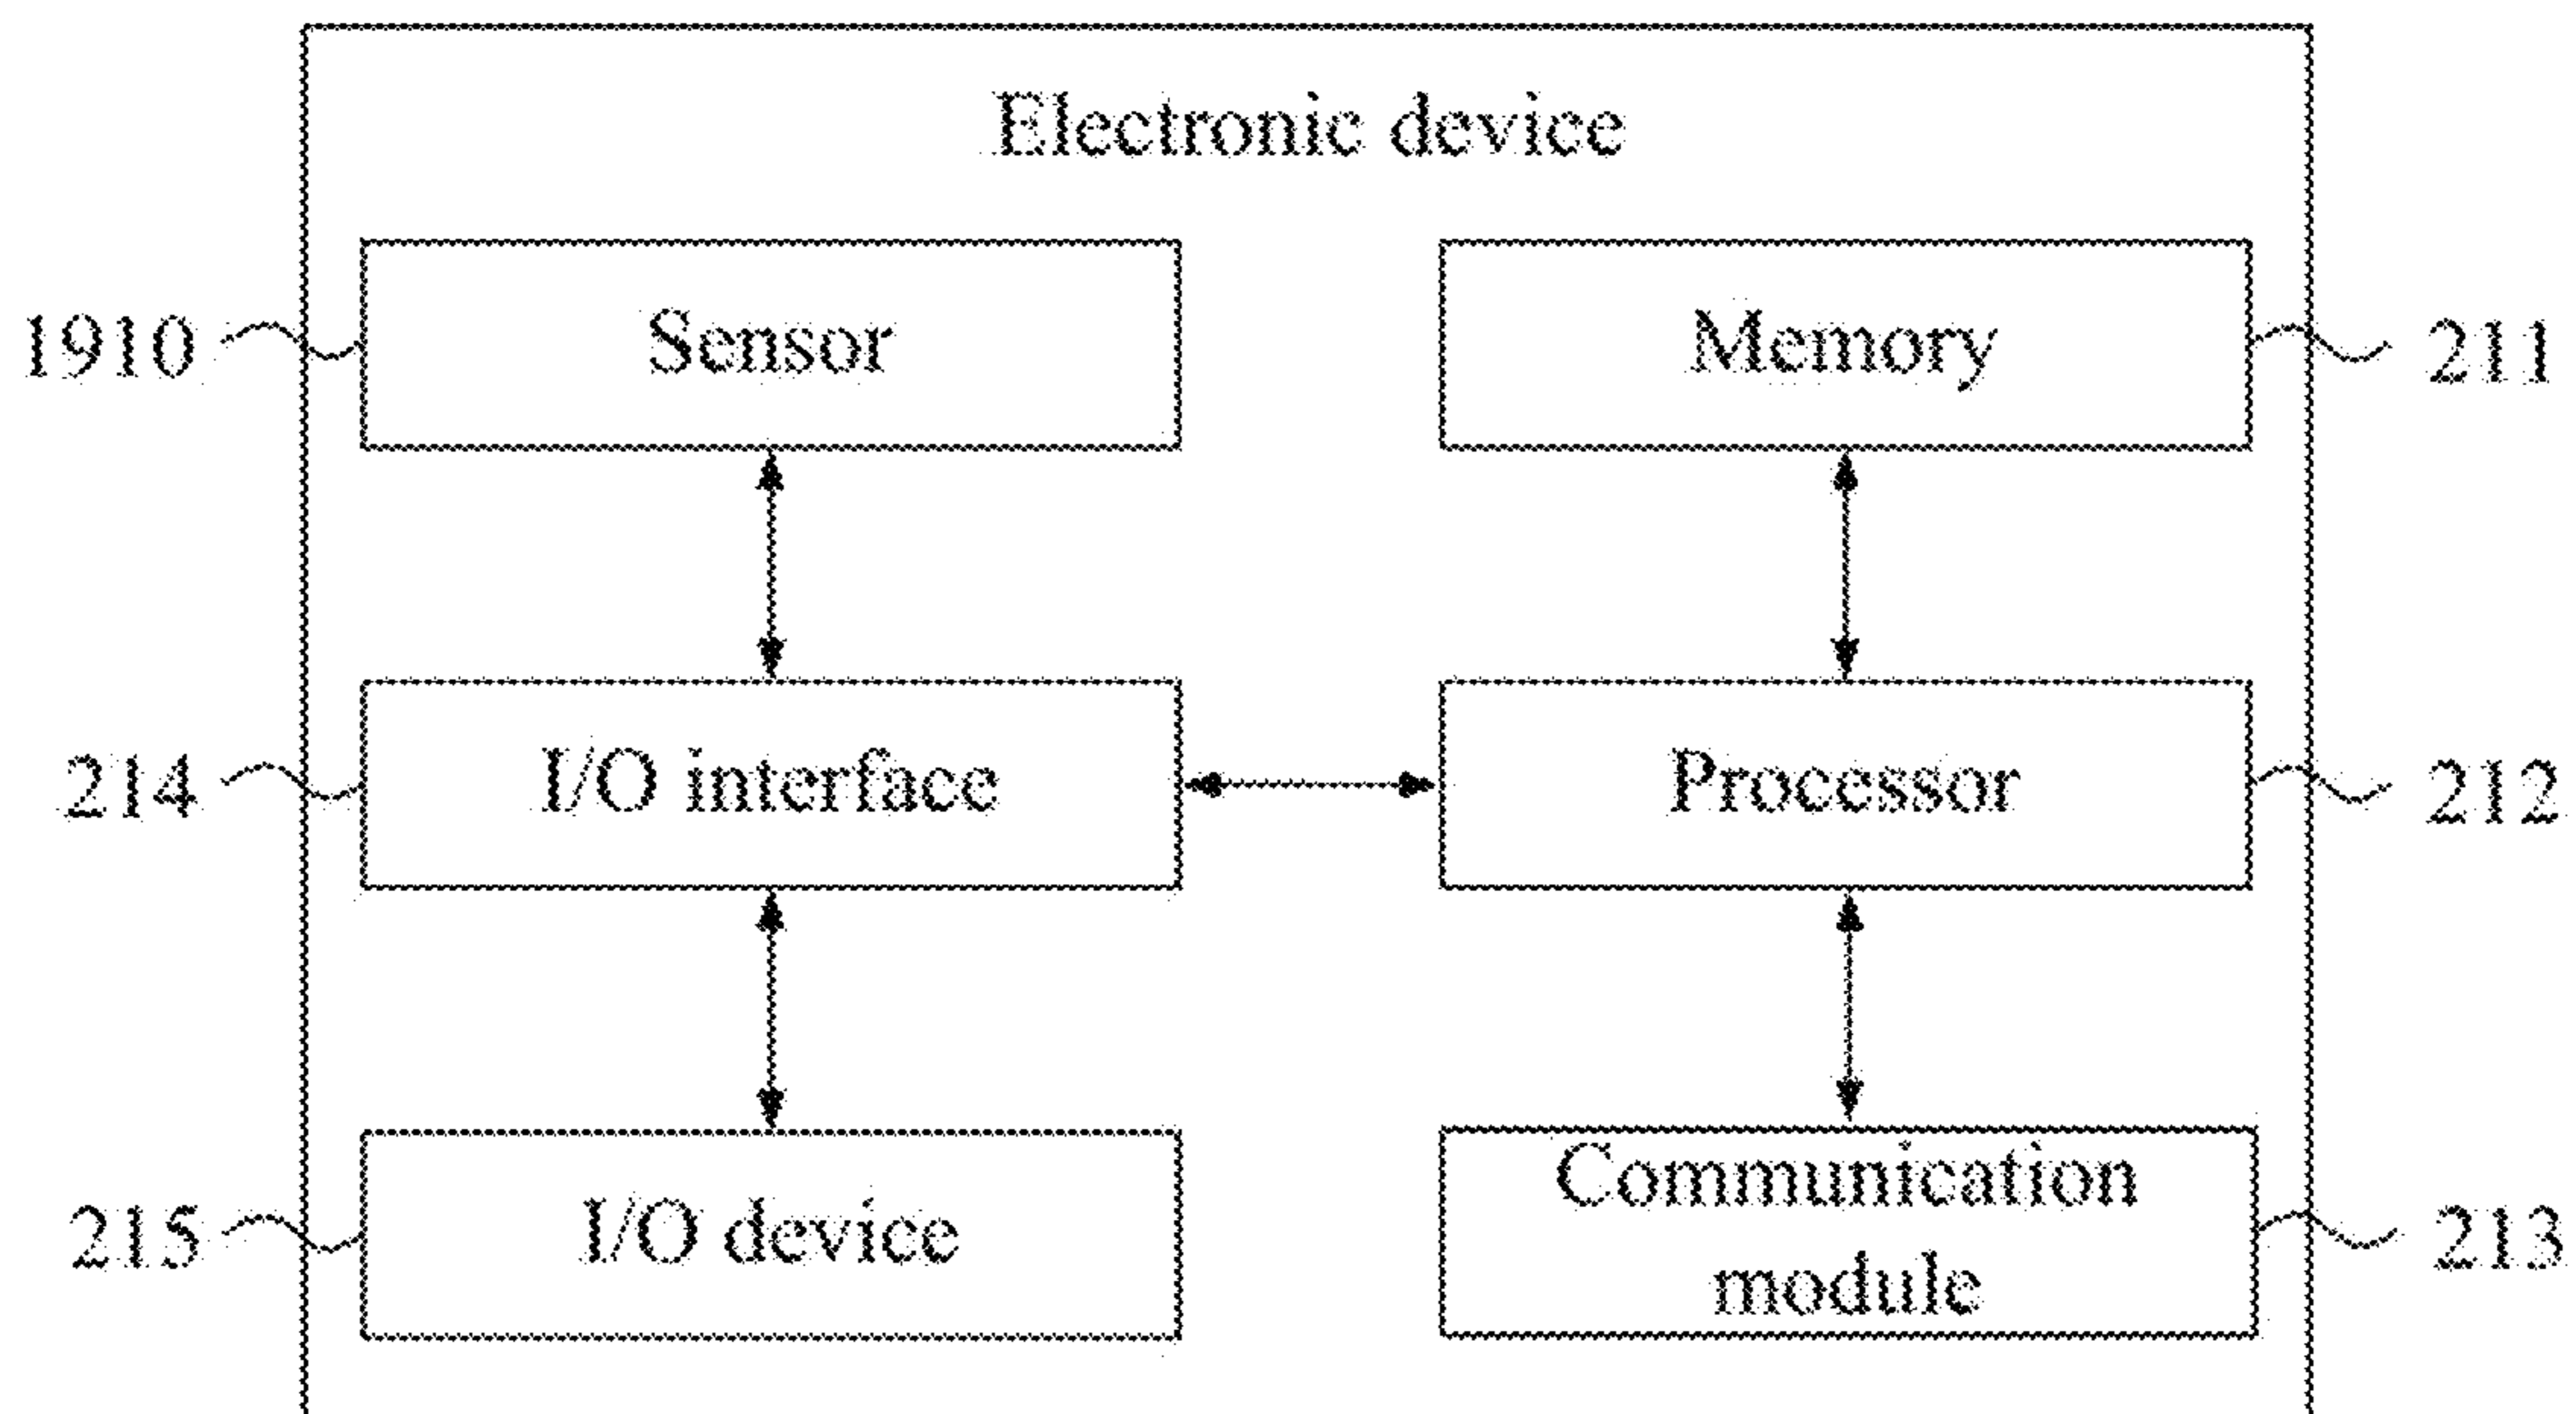 Electronic device
1910 Sensor Memory 211
214 I/O interface Processor 212
215 I/O device Communication module 213